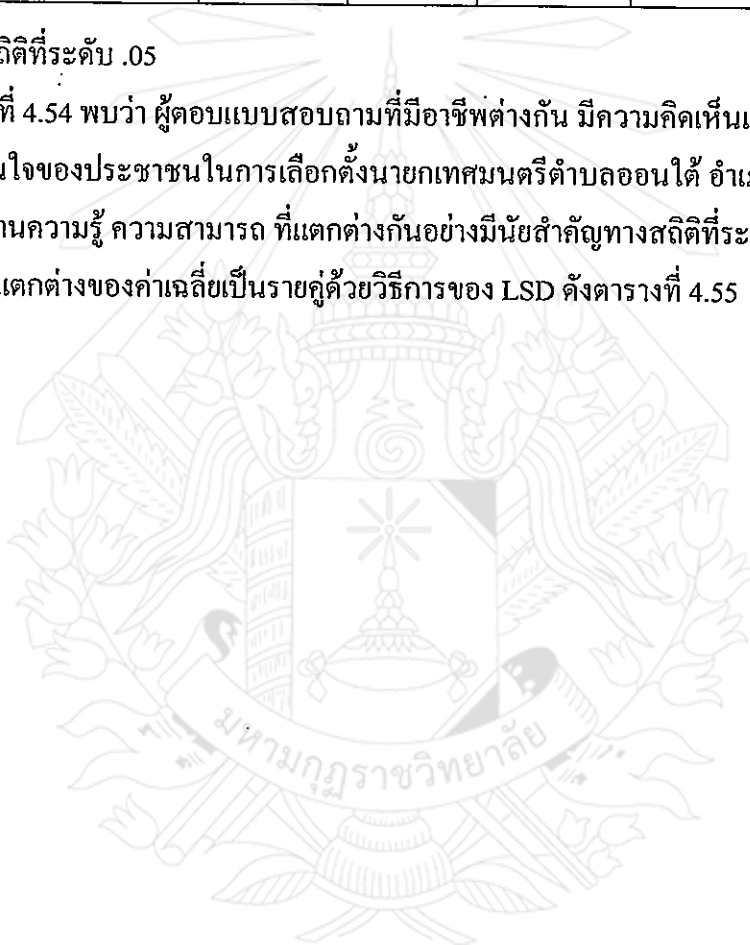 ถิติที่ระดับ .05
ที่ 4.54 พบว่า ผู้ตอบแบบสอบถามที่มีอาชีพต่างกัน มีความคิดเห็นเ
นใจของประชาชนในการเลือกตั้งนายกเทศมนตรีตำบลออนใต้ อำเภ
านความรู้ ความสามารถ ที่แตกต่างกันอย่างมีนัยสำคัญทางสถิติที่ระ
แตกต่างของค่าเฉลี่ยเป็นรายคู่ด้วยวิธีการของ LSD ดังตารางที่ 4.55
มหามกุฏราชวิทยาลัย